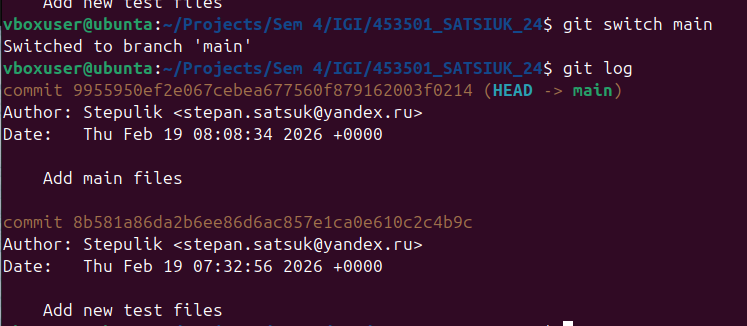 Add new test files
vboxuser@ubuntu:~/Projects/Sem 4/IGI/453501_SATSIUK_24$ git switch main
Switched to branch 'main'
vboxuser@ubuntu:~/Projects/Sem 4/IGI/453501_SATSIUK_24$ git log
commit 9955950ef2e067cebea677560f879162003f0214 (HEAD -> main)
Author: Stepulik <stepan.satsuk@yandex.ru>
Date:   Thu Feb 19 08:08:34 2026 +0000
    Add main files
commit 8b581a86da2b6ee86d6ac857e1ca0e610c2c4b9c
Author: Stepulik <stepan.satsuk@yandex.ru>
Date:   Thu Feb 19 07:32:56 2026 +0000
    Add new test files